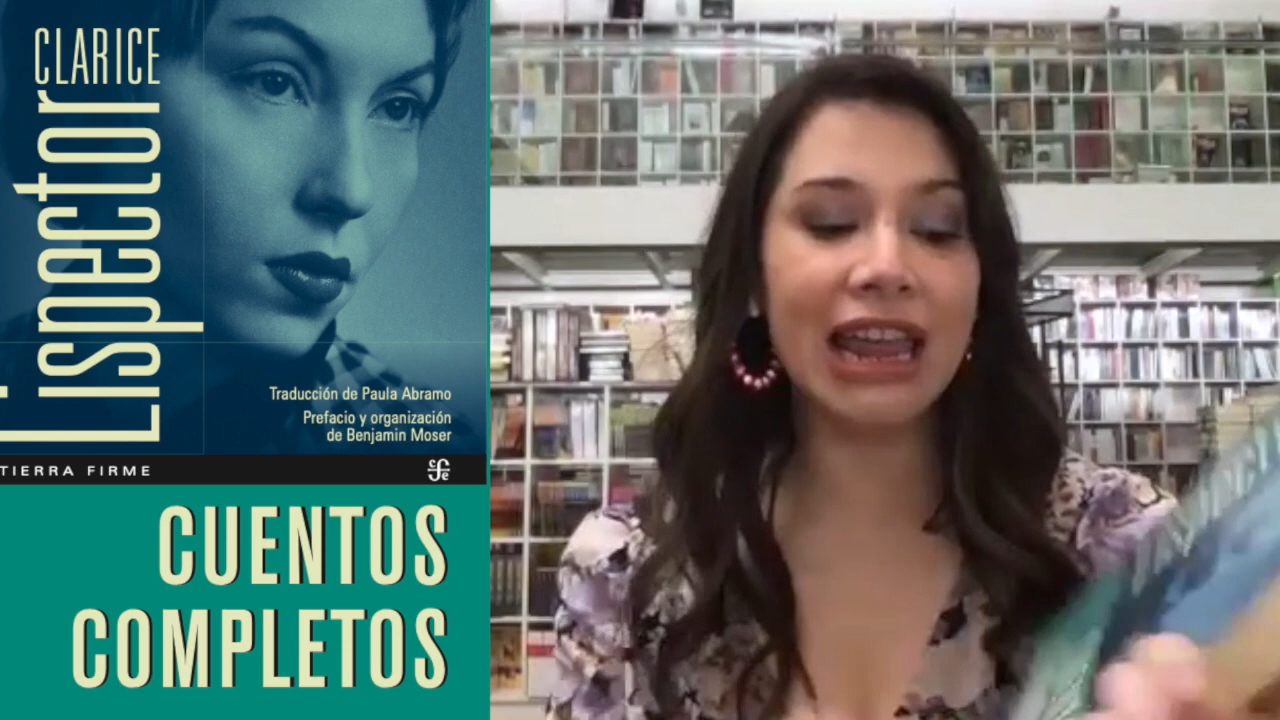 CLARICE
Lispector
Traducción de Paula Abramo
Prefacio y organización
de Benjamin Moser
TIERRA FIRME
CUENTOS
COMPLETOS